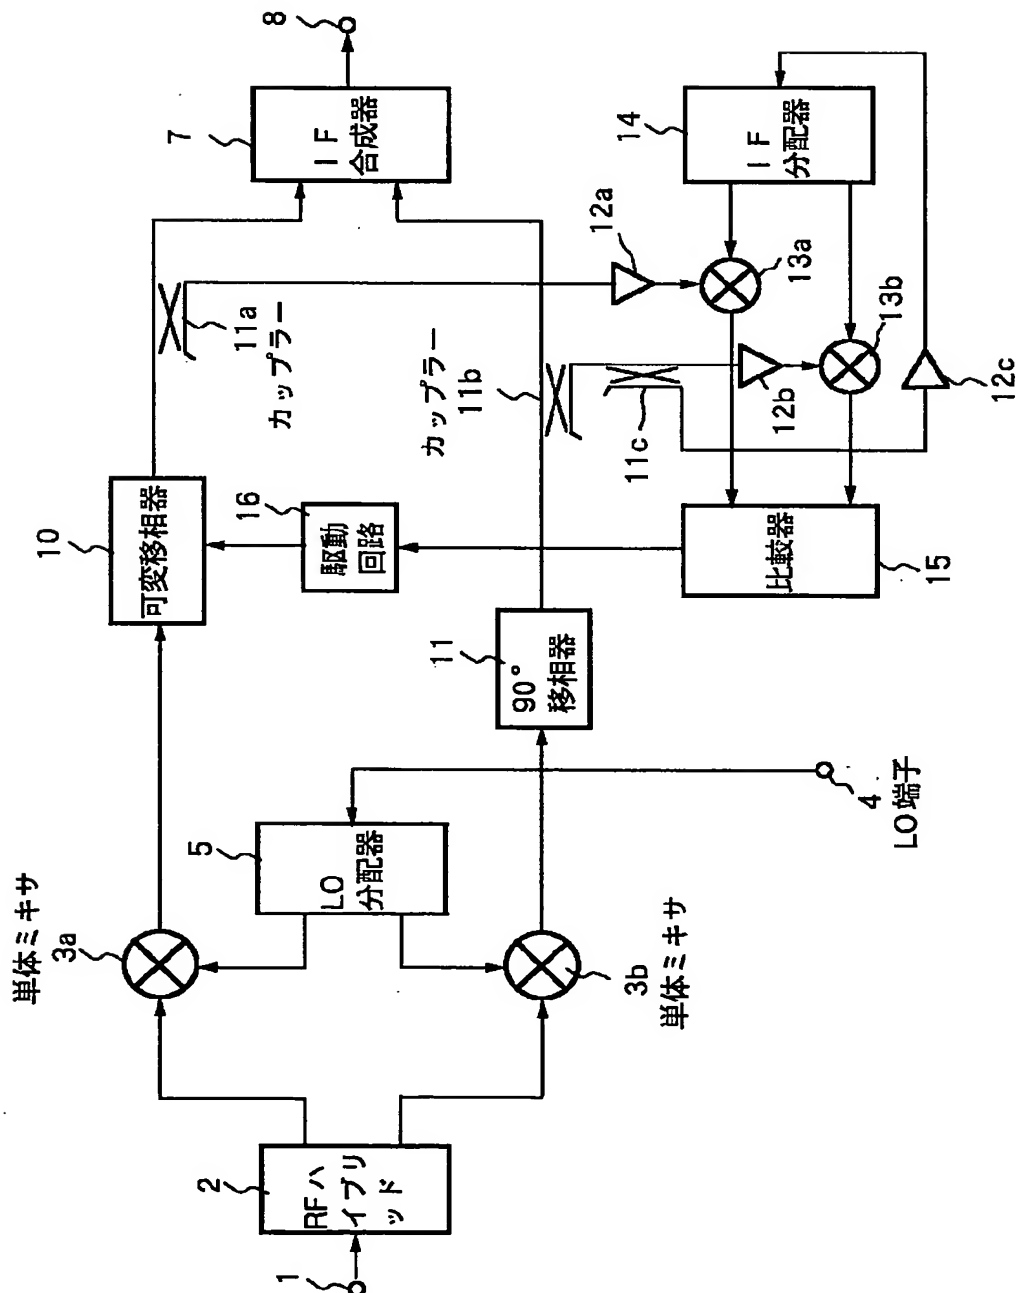 1
2
RFハ
イブリ
ッド
単体ミキサ
3a
3b
単体ミキサ
5
LO
分配器
4
LO端子
10
可変移相器
11
90°
移相器
16
駆動
回路
11a
カップラー
カップラー
11b
11c
7
IF
合成器
8
12a
13a
12b
13b
12c
14
IF
分配器
比較器
15